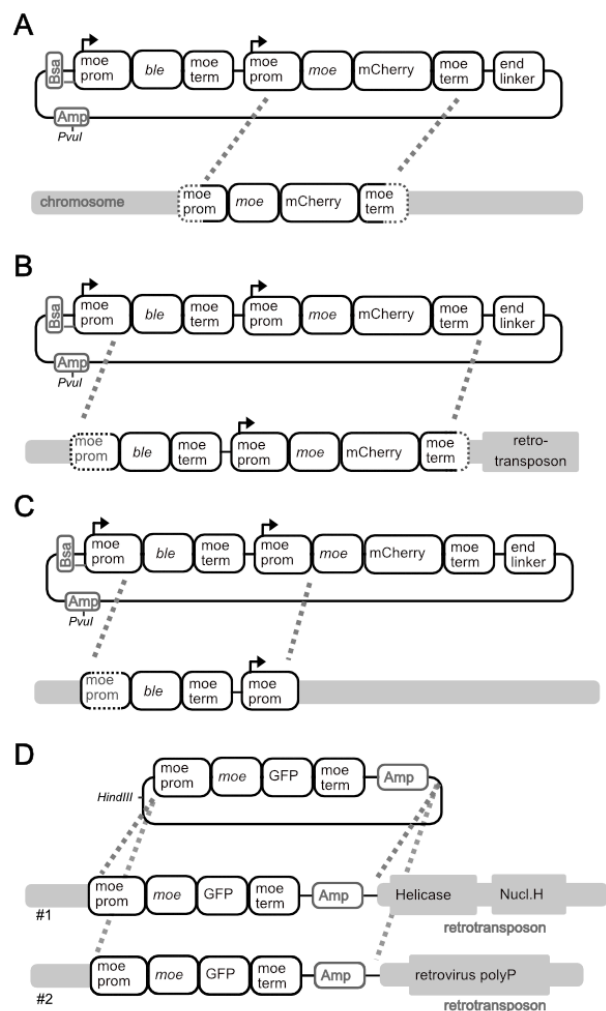 A
Bsa
moe prom
ble
moe term
moe prom
moe
mCherry
moe term
end linker
Amp
PvuI
chromosome
moe prom
moe
mCherry
moe term
B
Bsa
moe prom
ble
moe term
moe prom
moe
mCherry
moe term
end linker
Amp
PvuI
moe prom
ble
moe term
moe prom
moe
mCherry
moe term
retro-
transposon
C
Bsa
moe prom
ble
moe term
moe prom
moe
mCherry
moe term
end linker
Amp
PvuI
moe prom
ble
moe term
moe prom
D
moe prom
moe
GFP
moe term
Amp
HindIII
moe prom
moe
GFP
moe term
Amp
Helicase
Nucl.H
#1
retrotransposon
moe prom
moe
GFP
moe term
Amp
retrovirus polyP
#2
retrotransposon